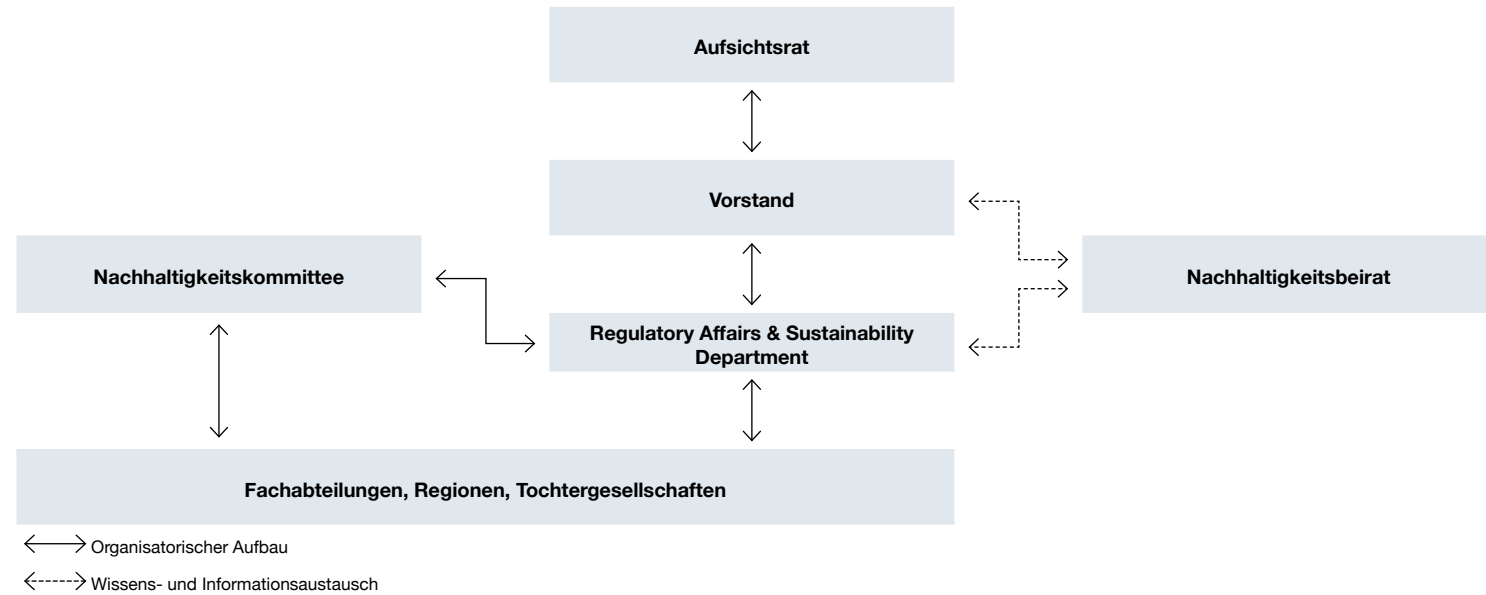 Aufsichtsrat
Vorstand
Nachhaltigkeitskommittee
Nachhaltigkeitsbeirat
Regulatory Affairs & Sustainability
Department
Fachabteilungen, Regionen, Tochtergesellschaften
Organisatorischer Aufbau
Wissens- und Informationsaustausch